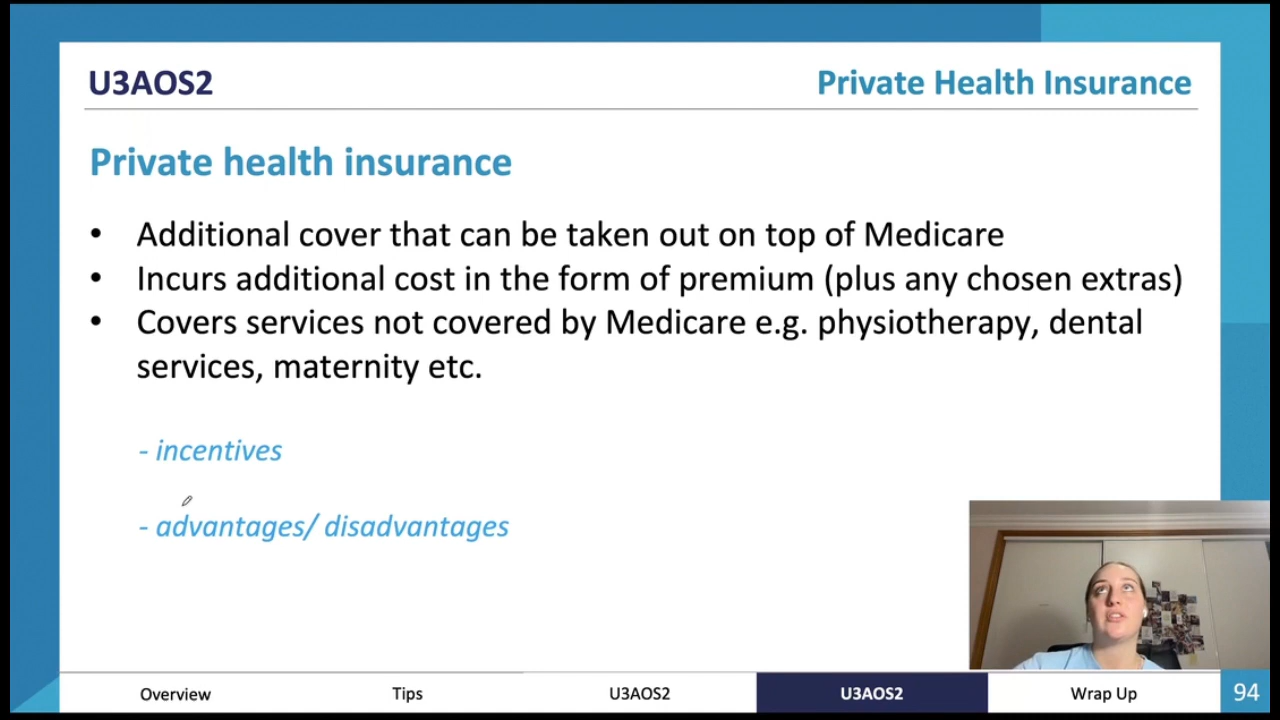 U3AOS2
Private Health Insurance
Private health insurance
• Additional cover that can be taken out on top of Medicare
• Incurs additional cost in the form of premium (plus any chosen extras)
• Covers services not covered by Medicare e.g. physiotherapy, dental
services, maternity etc.
- incentives
- advantages/ disadvantages
Overview
Tips
U3AOS2
U3AOS2
Wrap Up
94